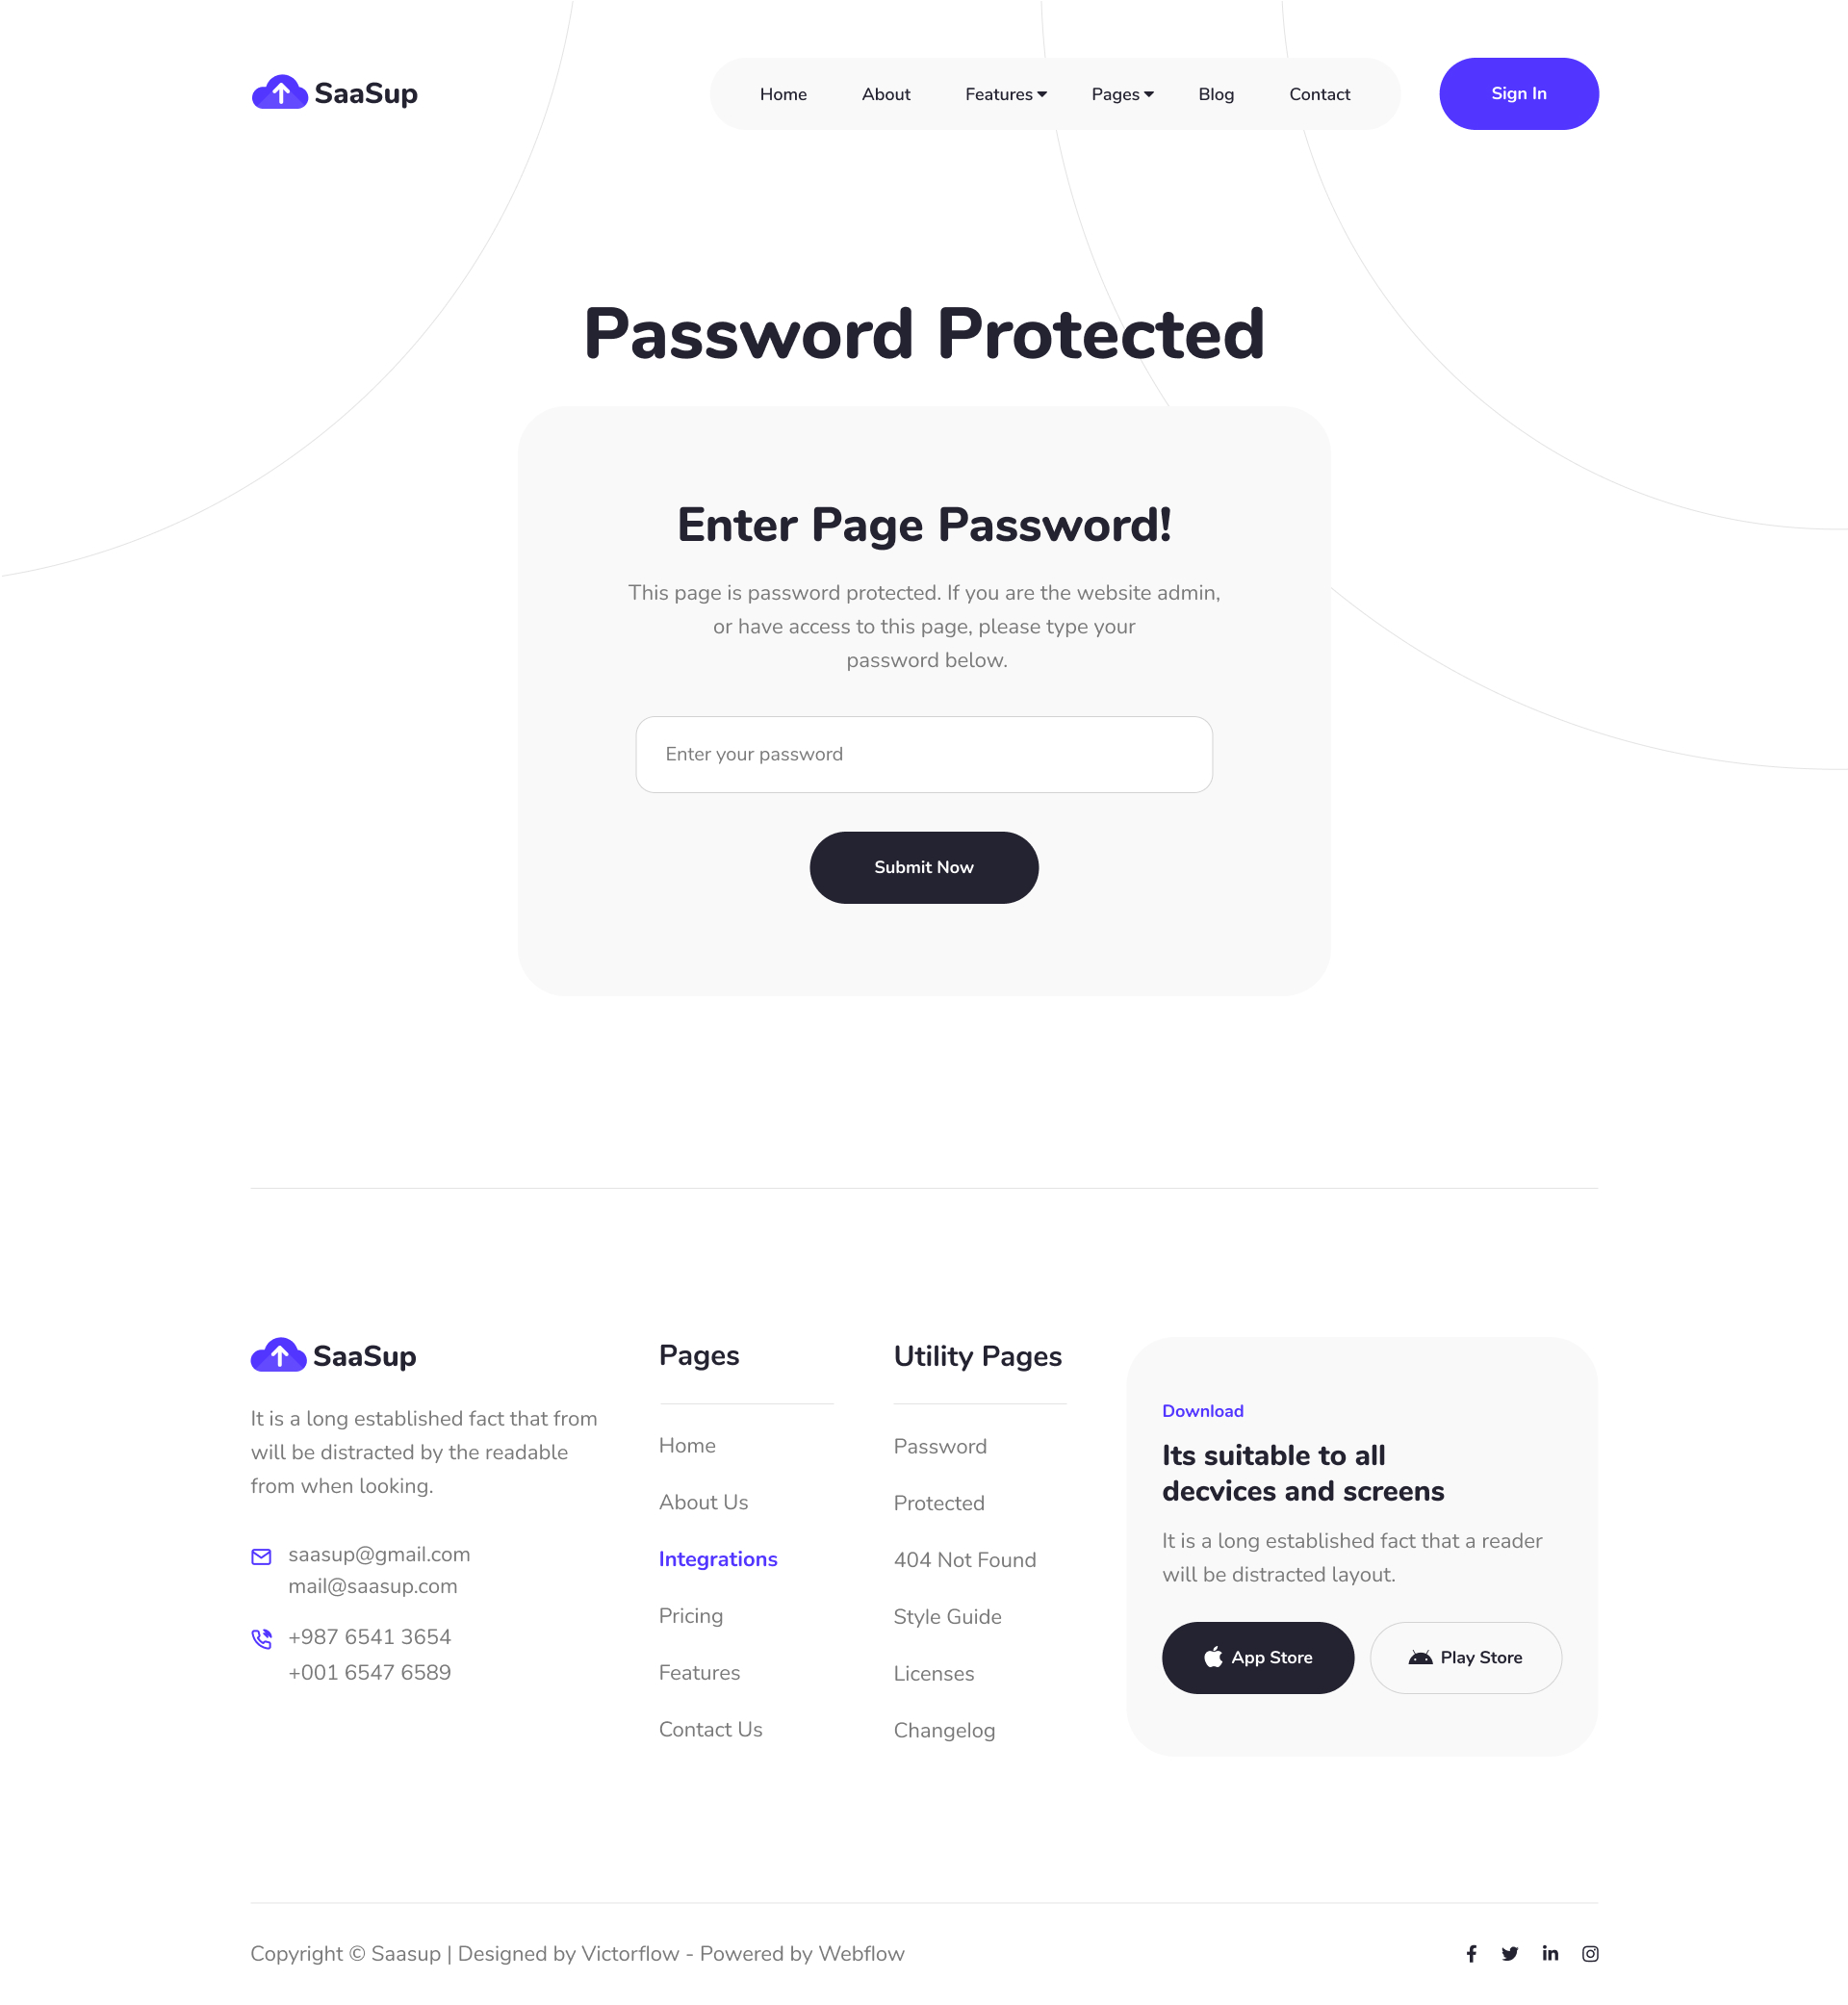 SaaSup
Home About Features Pages Blog Contact
Sign In
Password Protected
Enter Page Password!
This page is password protected. If you are the website admin,
or have access to this page, please type your
password below.
Enter your password
Submit Now
SaaSup
It is a long established fact that from
will be distracted by the readable
from when looking.
saasup@gmail.com
mail@saasup.com
+987 6541 3654
+001 6547 6589
Pages
Home
About Us
Integrations
Pricing
Features
Contact Us
Utility Pages
Password
Protected
404 Not Found
Style Guide
Licenses
Changelog
Download
Its suitable to all
decvices and screens
It is a long established fact that a reader
will be distracted layout.
App Store
Play Store
Copyright © Saasup | Designed by Victorflow - Powered by Webflow